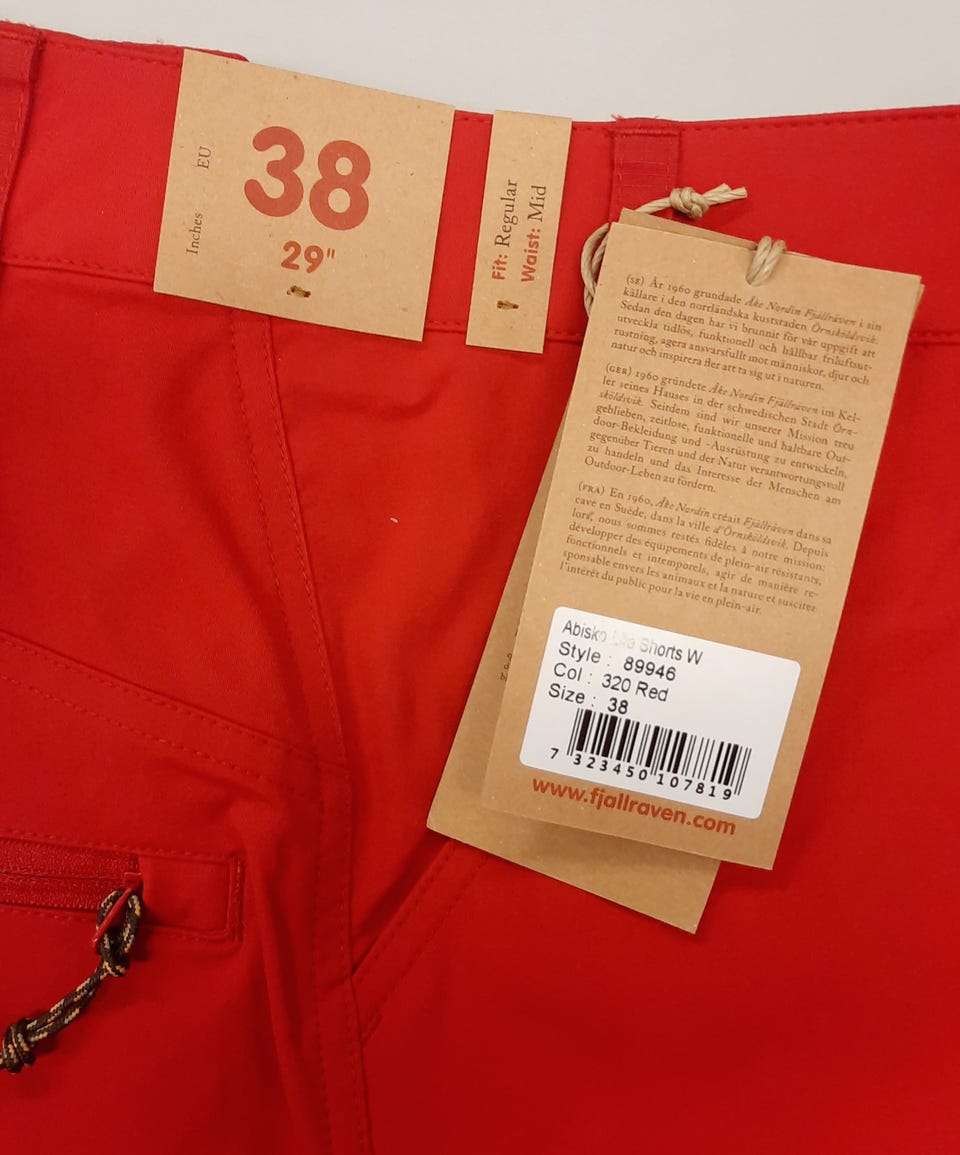 EU
38
Inches
29"
Fit: Regular
Waist: Mid
(SE) År 1960 grundade Åke Nordin Fjällräven i sin
källare i den norrländska kuststaden Örnsköldsvik.
Sedan den dagen har vi brunnit för vår uppgift att
utveckla tidlös, funktionell och hållbar friluftsut-
rustning, agera ansvarsfullt mot människor, djur och
natur och inspirera fler att ta sig ut i naturen.
(GER) 1960 gründete Åke Nordin Fjällräven im Kel-
ler seines Hauses in der schwedischen Stadt Örn-
sköldsvik. Seitdem sind wir unserer Mission treu
geblieben, zeitlose, funktionelle und haltbare Out-
door-Bekleidung und -Ausrüstung zu entwickeln,
gegenüber Tieren und der Natur verantwortungsvoll
zu handeln und das Interesse der Menschen am
Outdoor-Leben zu fördern.
(FRA) En 1960, Åke Nordin créait Fjällräven dans sa
cave en Suède, dans la ville d'Örnsköldsvik. Depuis
lors, nous sommes restés fidèles à notre mission:
développer des équipements de plein-air résistants,
fonctionnels et intemporels, agir de manière re-
sponsable envers les animaux et la nature et susciter
l'intérêt du public pour la vie en plein-air.
Abisko Shorts W
Style : 89946
Col : 320 Red
Size : 38
7 323450 107819
www.fjallraven.com